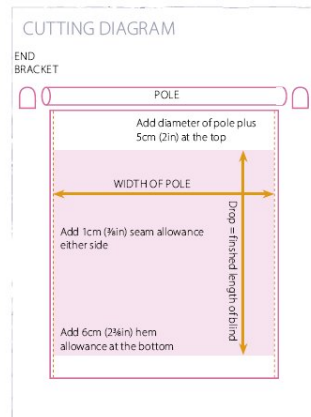 CUTTING DIAGRAM
END
BRACKET
POLE
Add diameter of pole plus
5cm (2in) at the top
WIDTH OF POLE
Drop = finshed length of blind
Add 1cm (⅜in) seam allowance
either side
Add 6cm (2⅜in) hem
allowance at the bottom